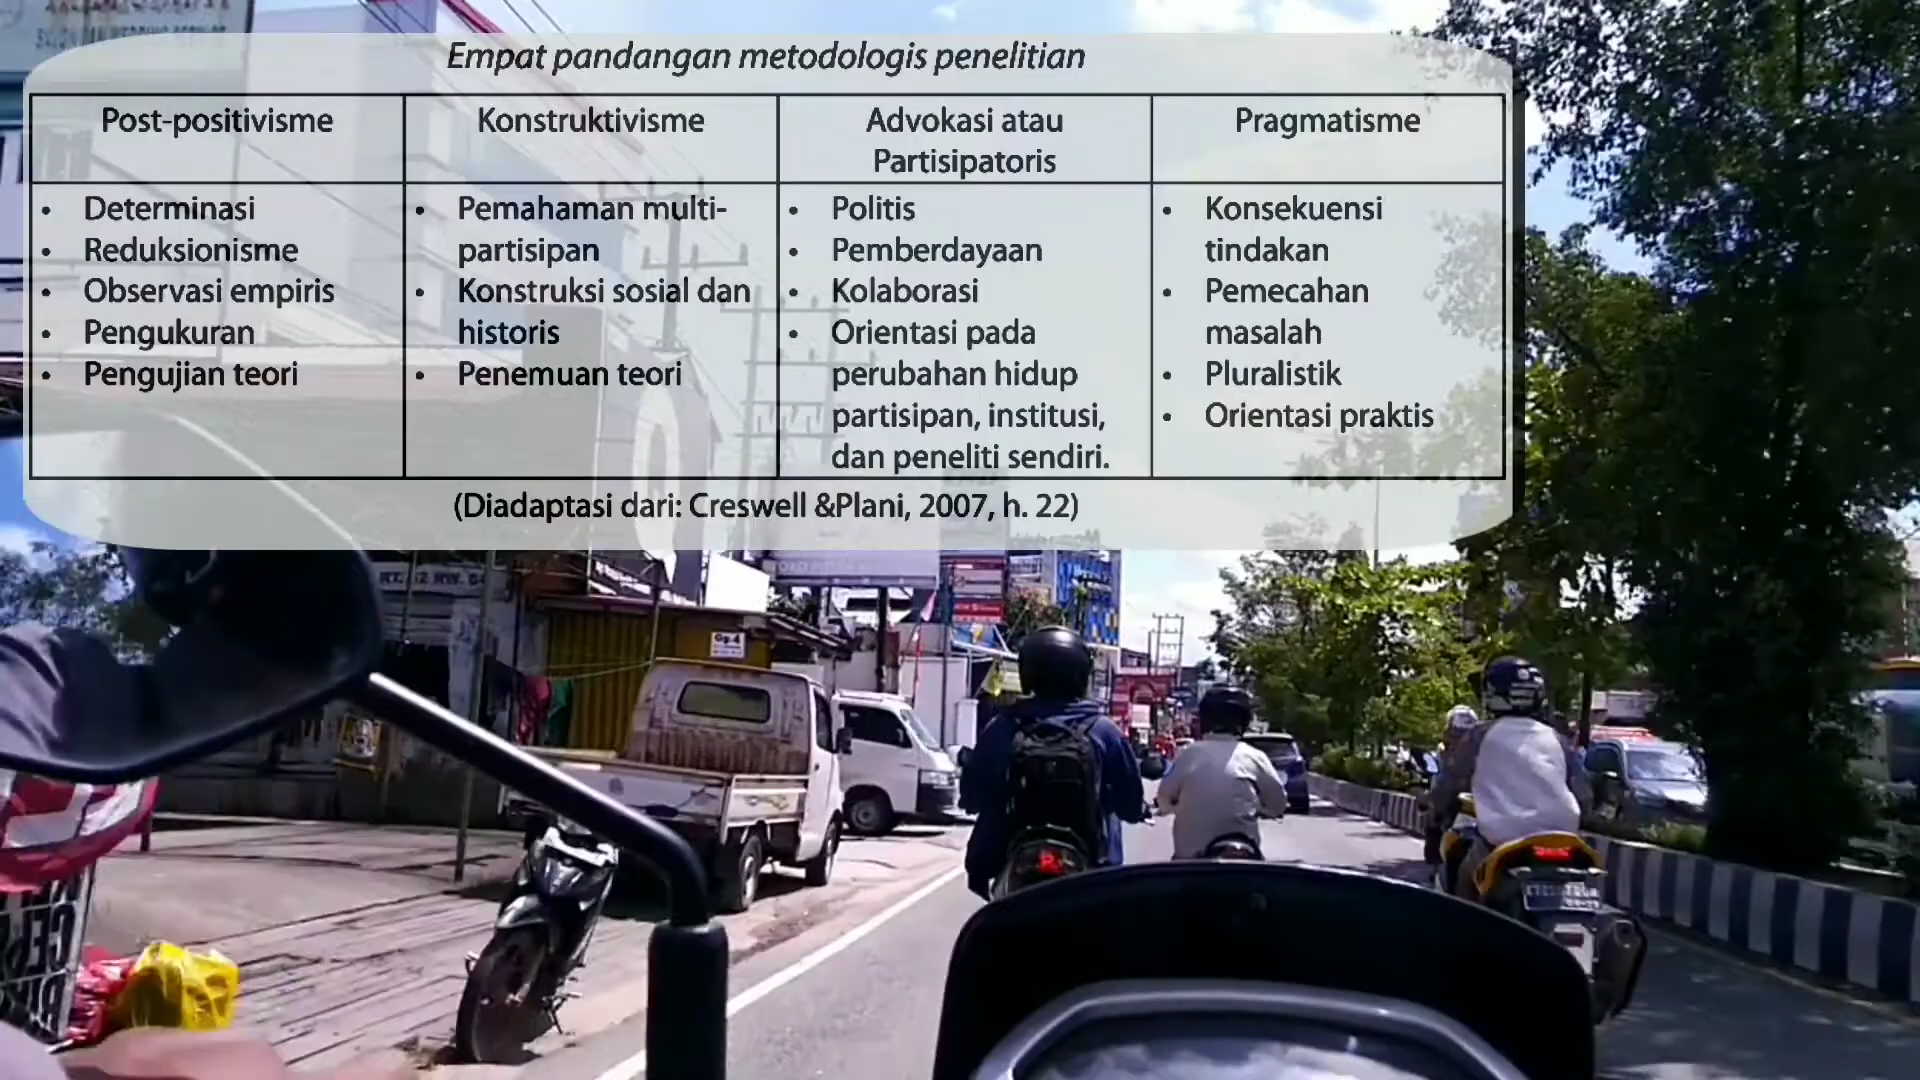 Empat pandangan metodologis penelitian
Post-positivisme
Konstruktivisme
Advokasi atau
Partisipatoris
Pragmatisme
• Determinasi
• Reduksionisme
• Observasi empiris
• Pengukuran
• Pengujian teori
• Pemahaman multi-
partisipan
• Konstruksi sosial dan
historis
• Penemuan teori
• Politis
• Pemberdayaan
• Kolaborasi
• Orientasi pada
perubahan hidup
partisipan, institusi,
dan peneliti sendiri.
• Konsekuensi
tindakan
• Pemecahan
masalah
• Pluralistik
• Orientasi praktis
(Diadaptasi dari: Creswell &Plani, 2007, h. 22)
Gg.4